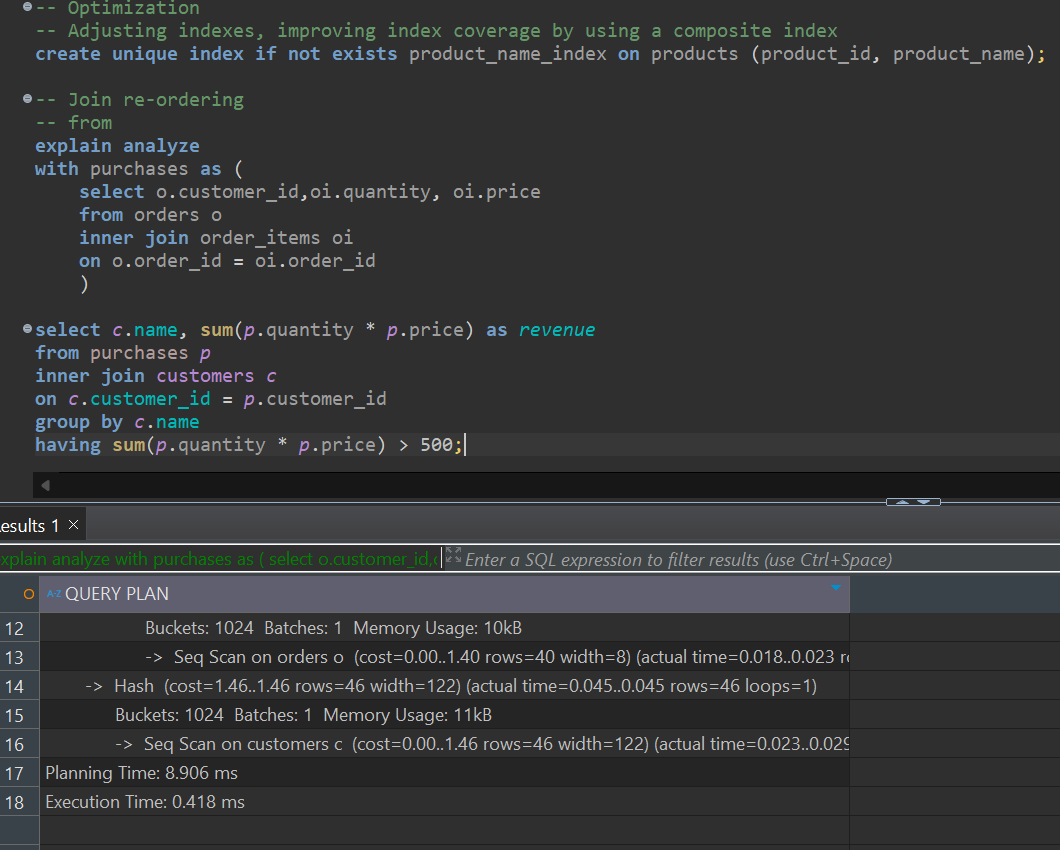 -- Optimization
-- Adjusting indexes, improving index coverage by using a composite index
create unique index if not exists product_name_index on products (product_id, product_name);
-- Join re-ordering
-- from
explain analyze
with purchases as (
select o.customer_id,oi.quantity, oi.price
from orders o
inner join order_items oi
on o.order_id = oi.order_id
)
select c.name, sum(p.quantity * p.price) as revenue
from purchases p
inner join customers c
on c.customer_id = p.customer_id
group by c.name
having sum(p.quantity * p.price) > 500;
esults 1 ×
xplain analyze with purchases as ( select o.customer_id, Enter a SQL expression to filter results (use Ctrl+Space)
A-Z QUERY PLAN
12 Buckets: 1024 Batches: 1 Memory Usage: 10kB
13 -> Seq Scan on orders o (cost=0.00..1.40 rows=40 width=8) (actual time=0.018..0.023
14 -> Hash (cost=1.46..1.46 rows=46 width=122) (actual time=0.045..0.045 rows=46 loops=1)
15 Buckets: 1024 Batches: 1 Memory Usage: 11kB
16 -> Seq Scan on customers c (cost=0.00..1.46 rows=46 width=122) (actual time=0.023..0.029
17 Planning Time: 8.906 ms
18 Execution Time: 0.418 ms